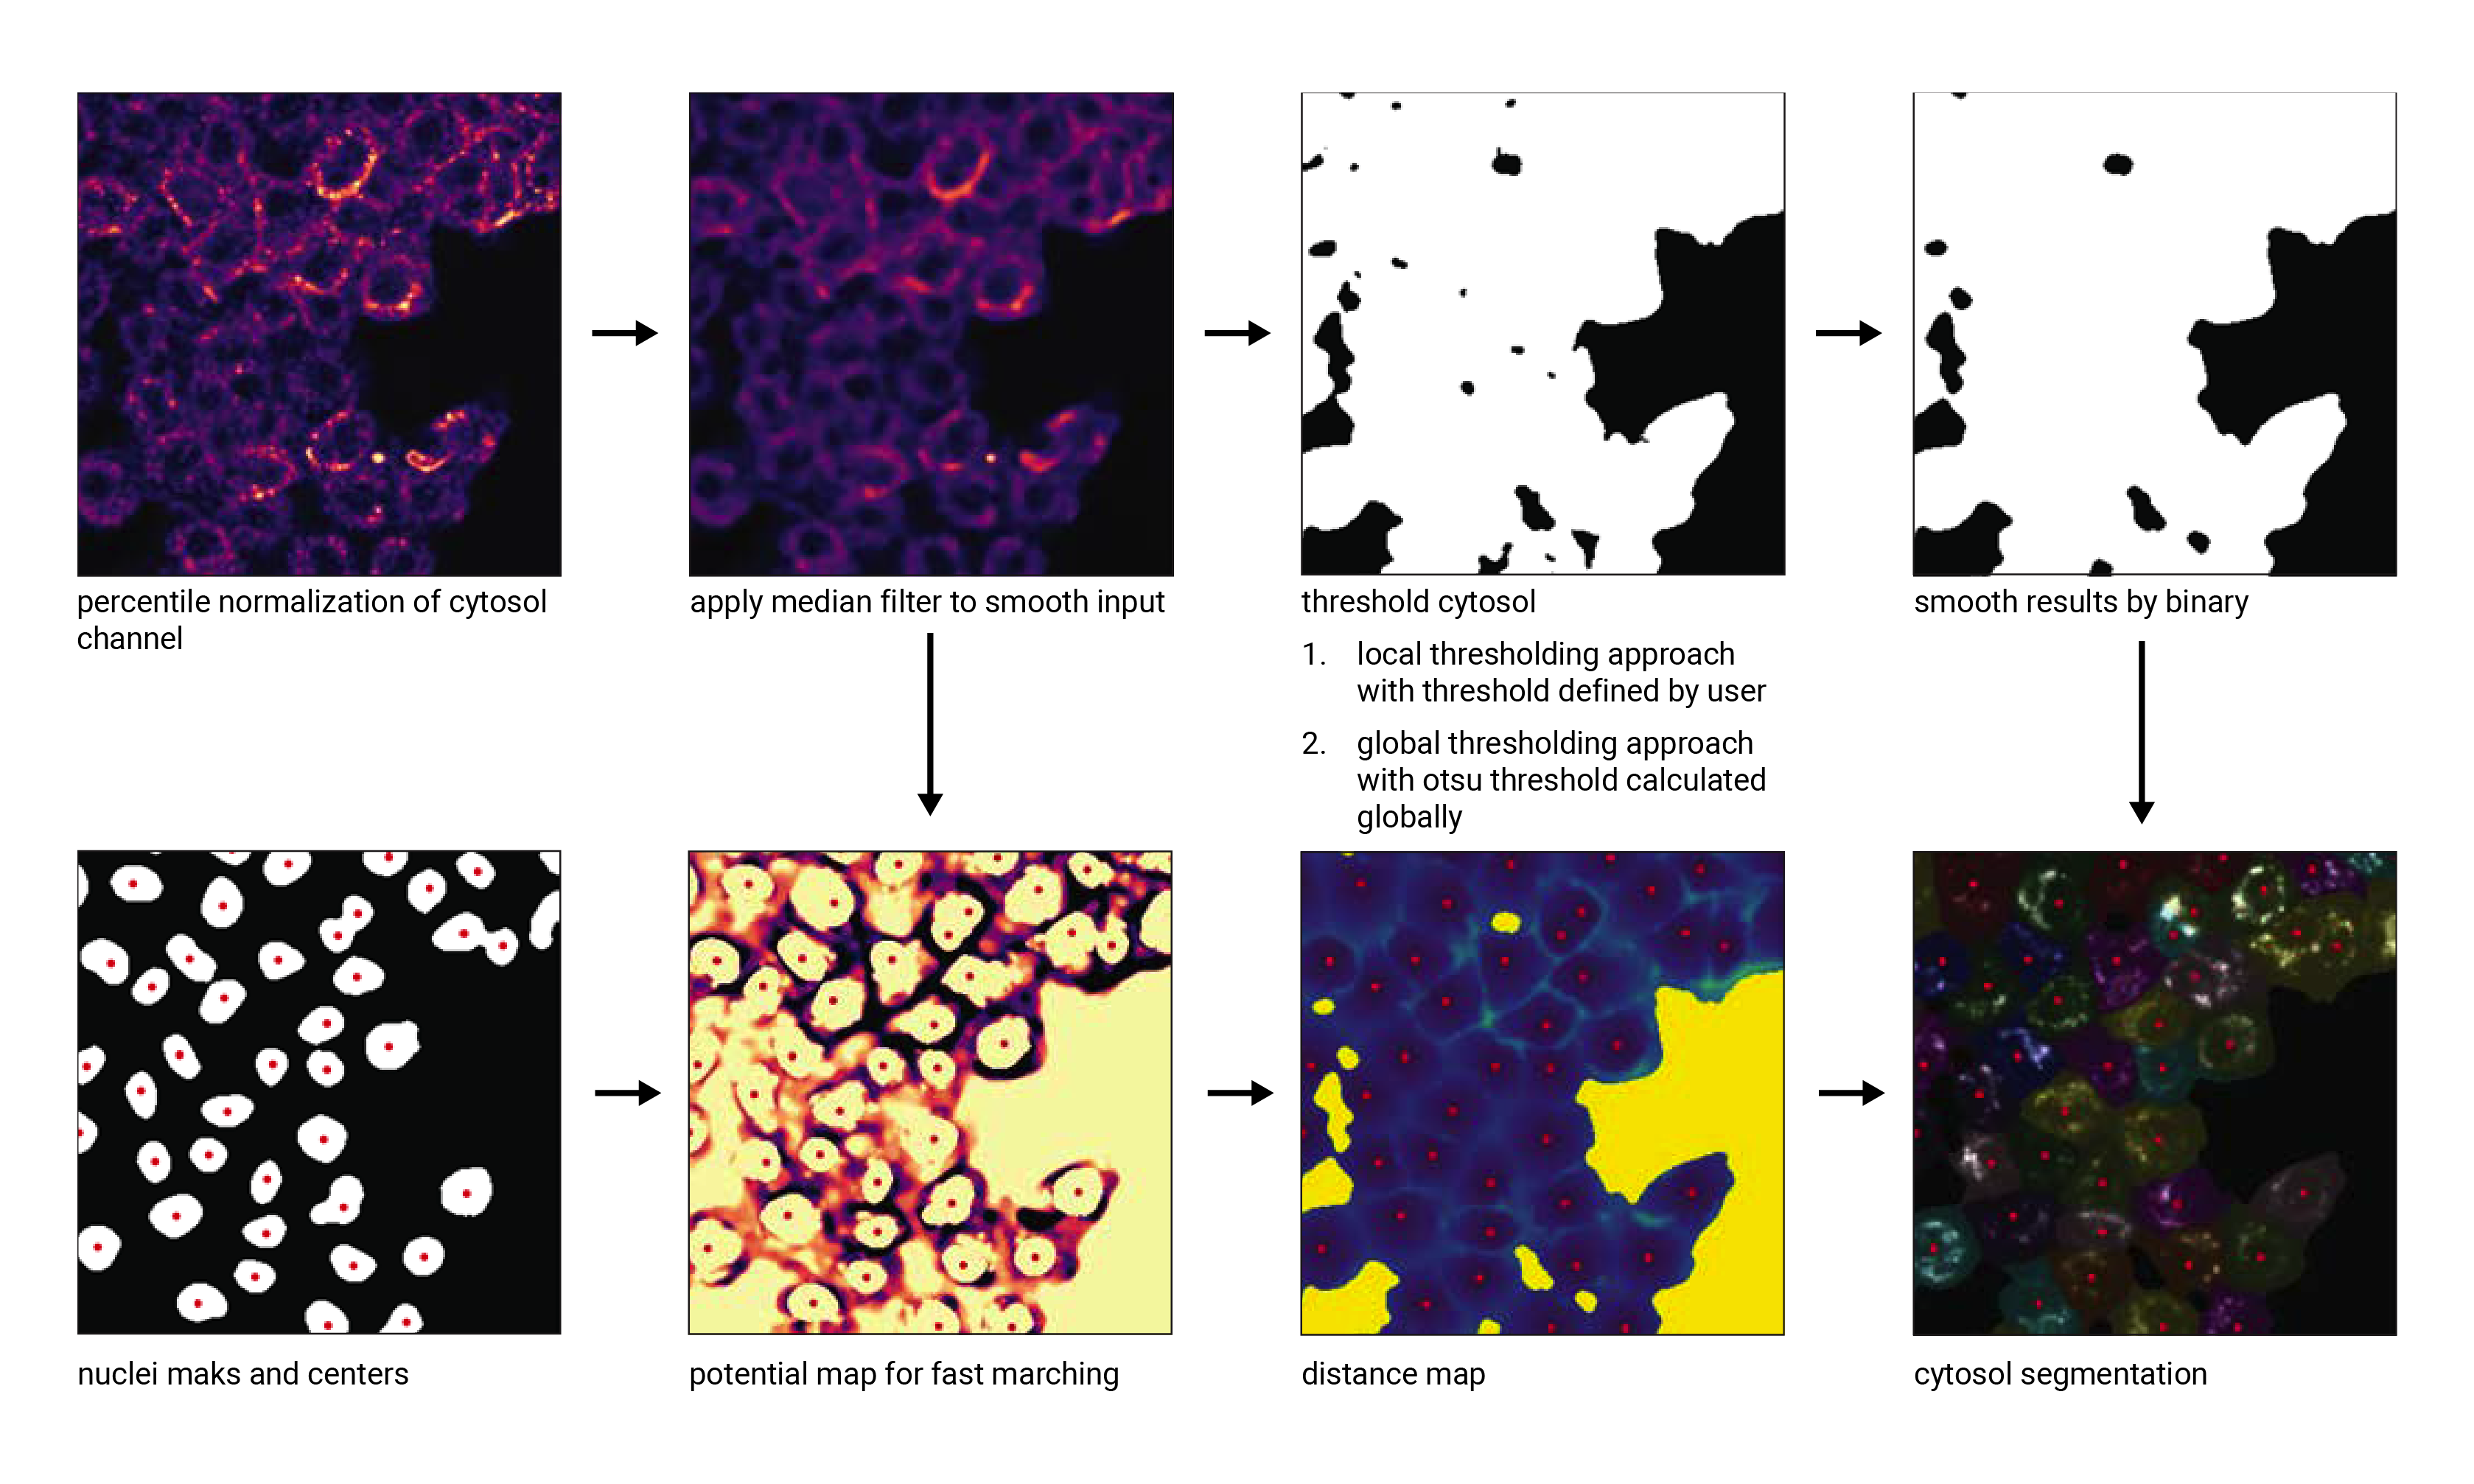 percentile normalization of cytosol
channel
apply median filter to smooth input
threshold cytosol
1. local thresholding approach
with threshold defined by user
2. global thresholding approach
with otsu threshold calculated
globally
smooth results by binary
nuclei maks and centers
potential map for fast marching
distance map
cytosol segmentation